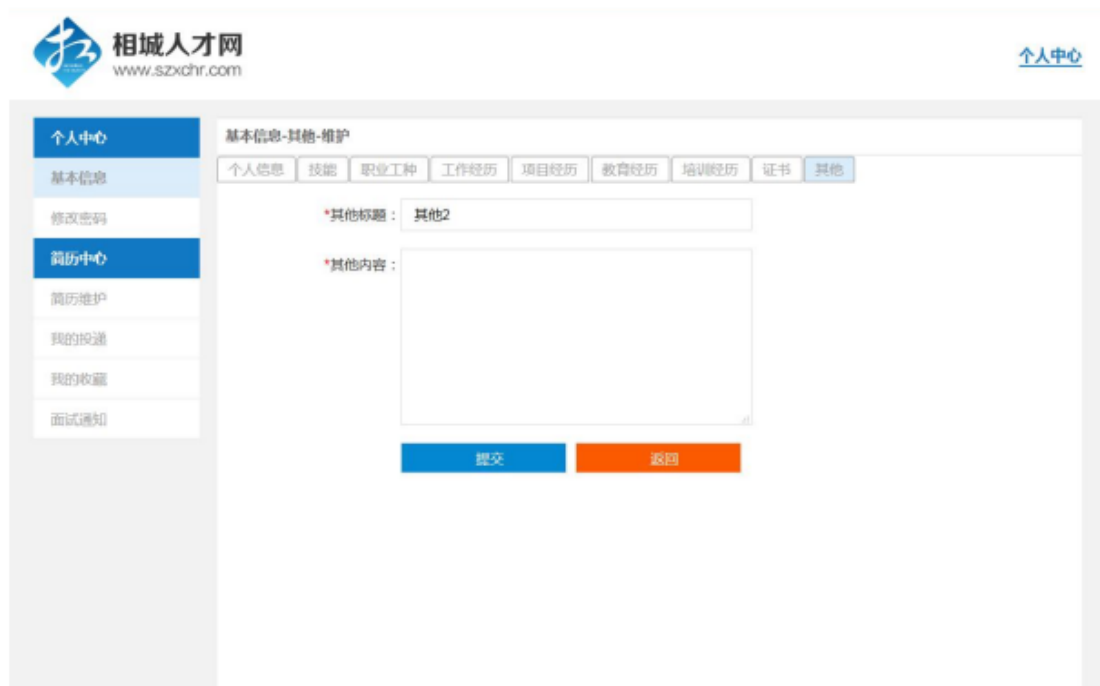 相城人才网
www.szxchr.com
个人中心
个人中心
基本信息
修改密码
简历中心
简历维护
我的投递
我的收藏
面试通知
基本信息-其他-维护
个人信息 技能 职业工种 工作经历 项目经历 教育经历 培训经历 证书 其他
*其他标题： 其他2
*其他内容：
提交 返回